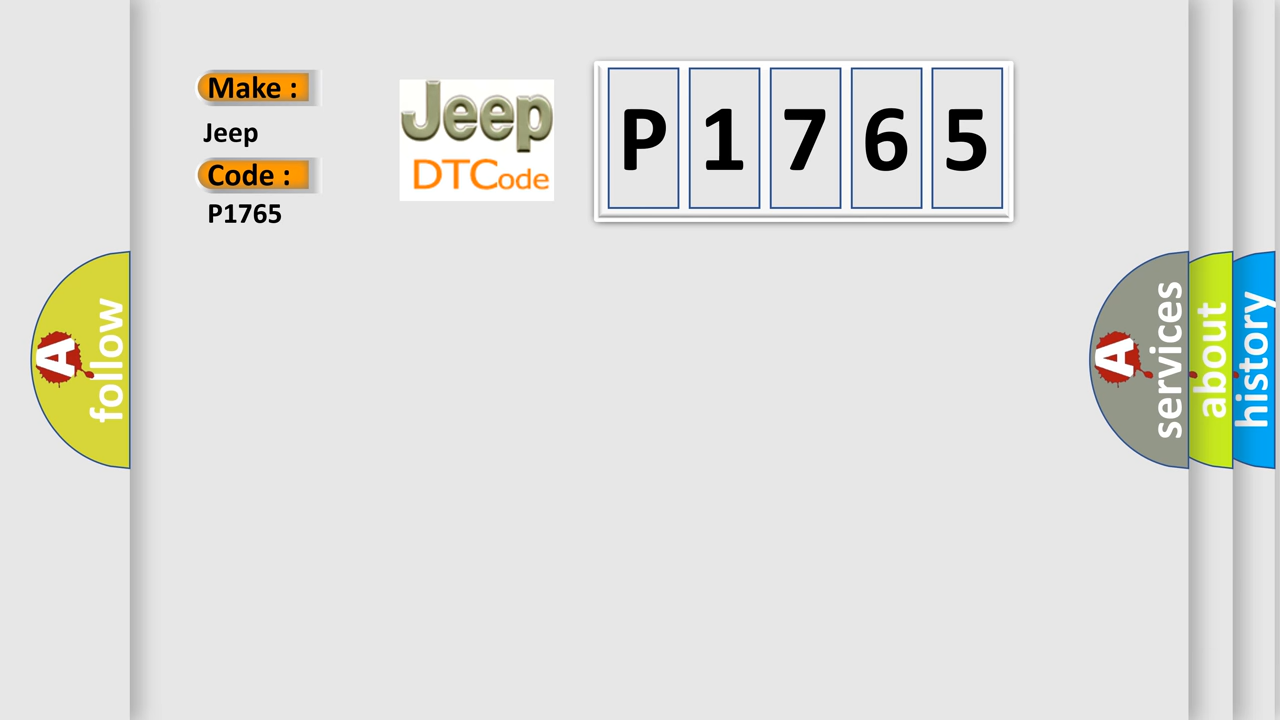 Make :
Jeep
Code :
P1765
Jeep
DTCode
P 1 7 6 5
A follow
A services
about
history